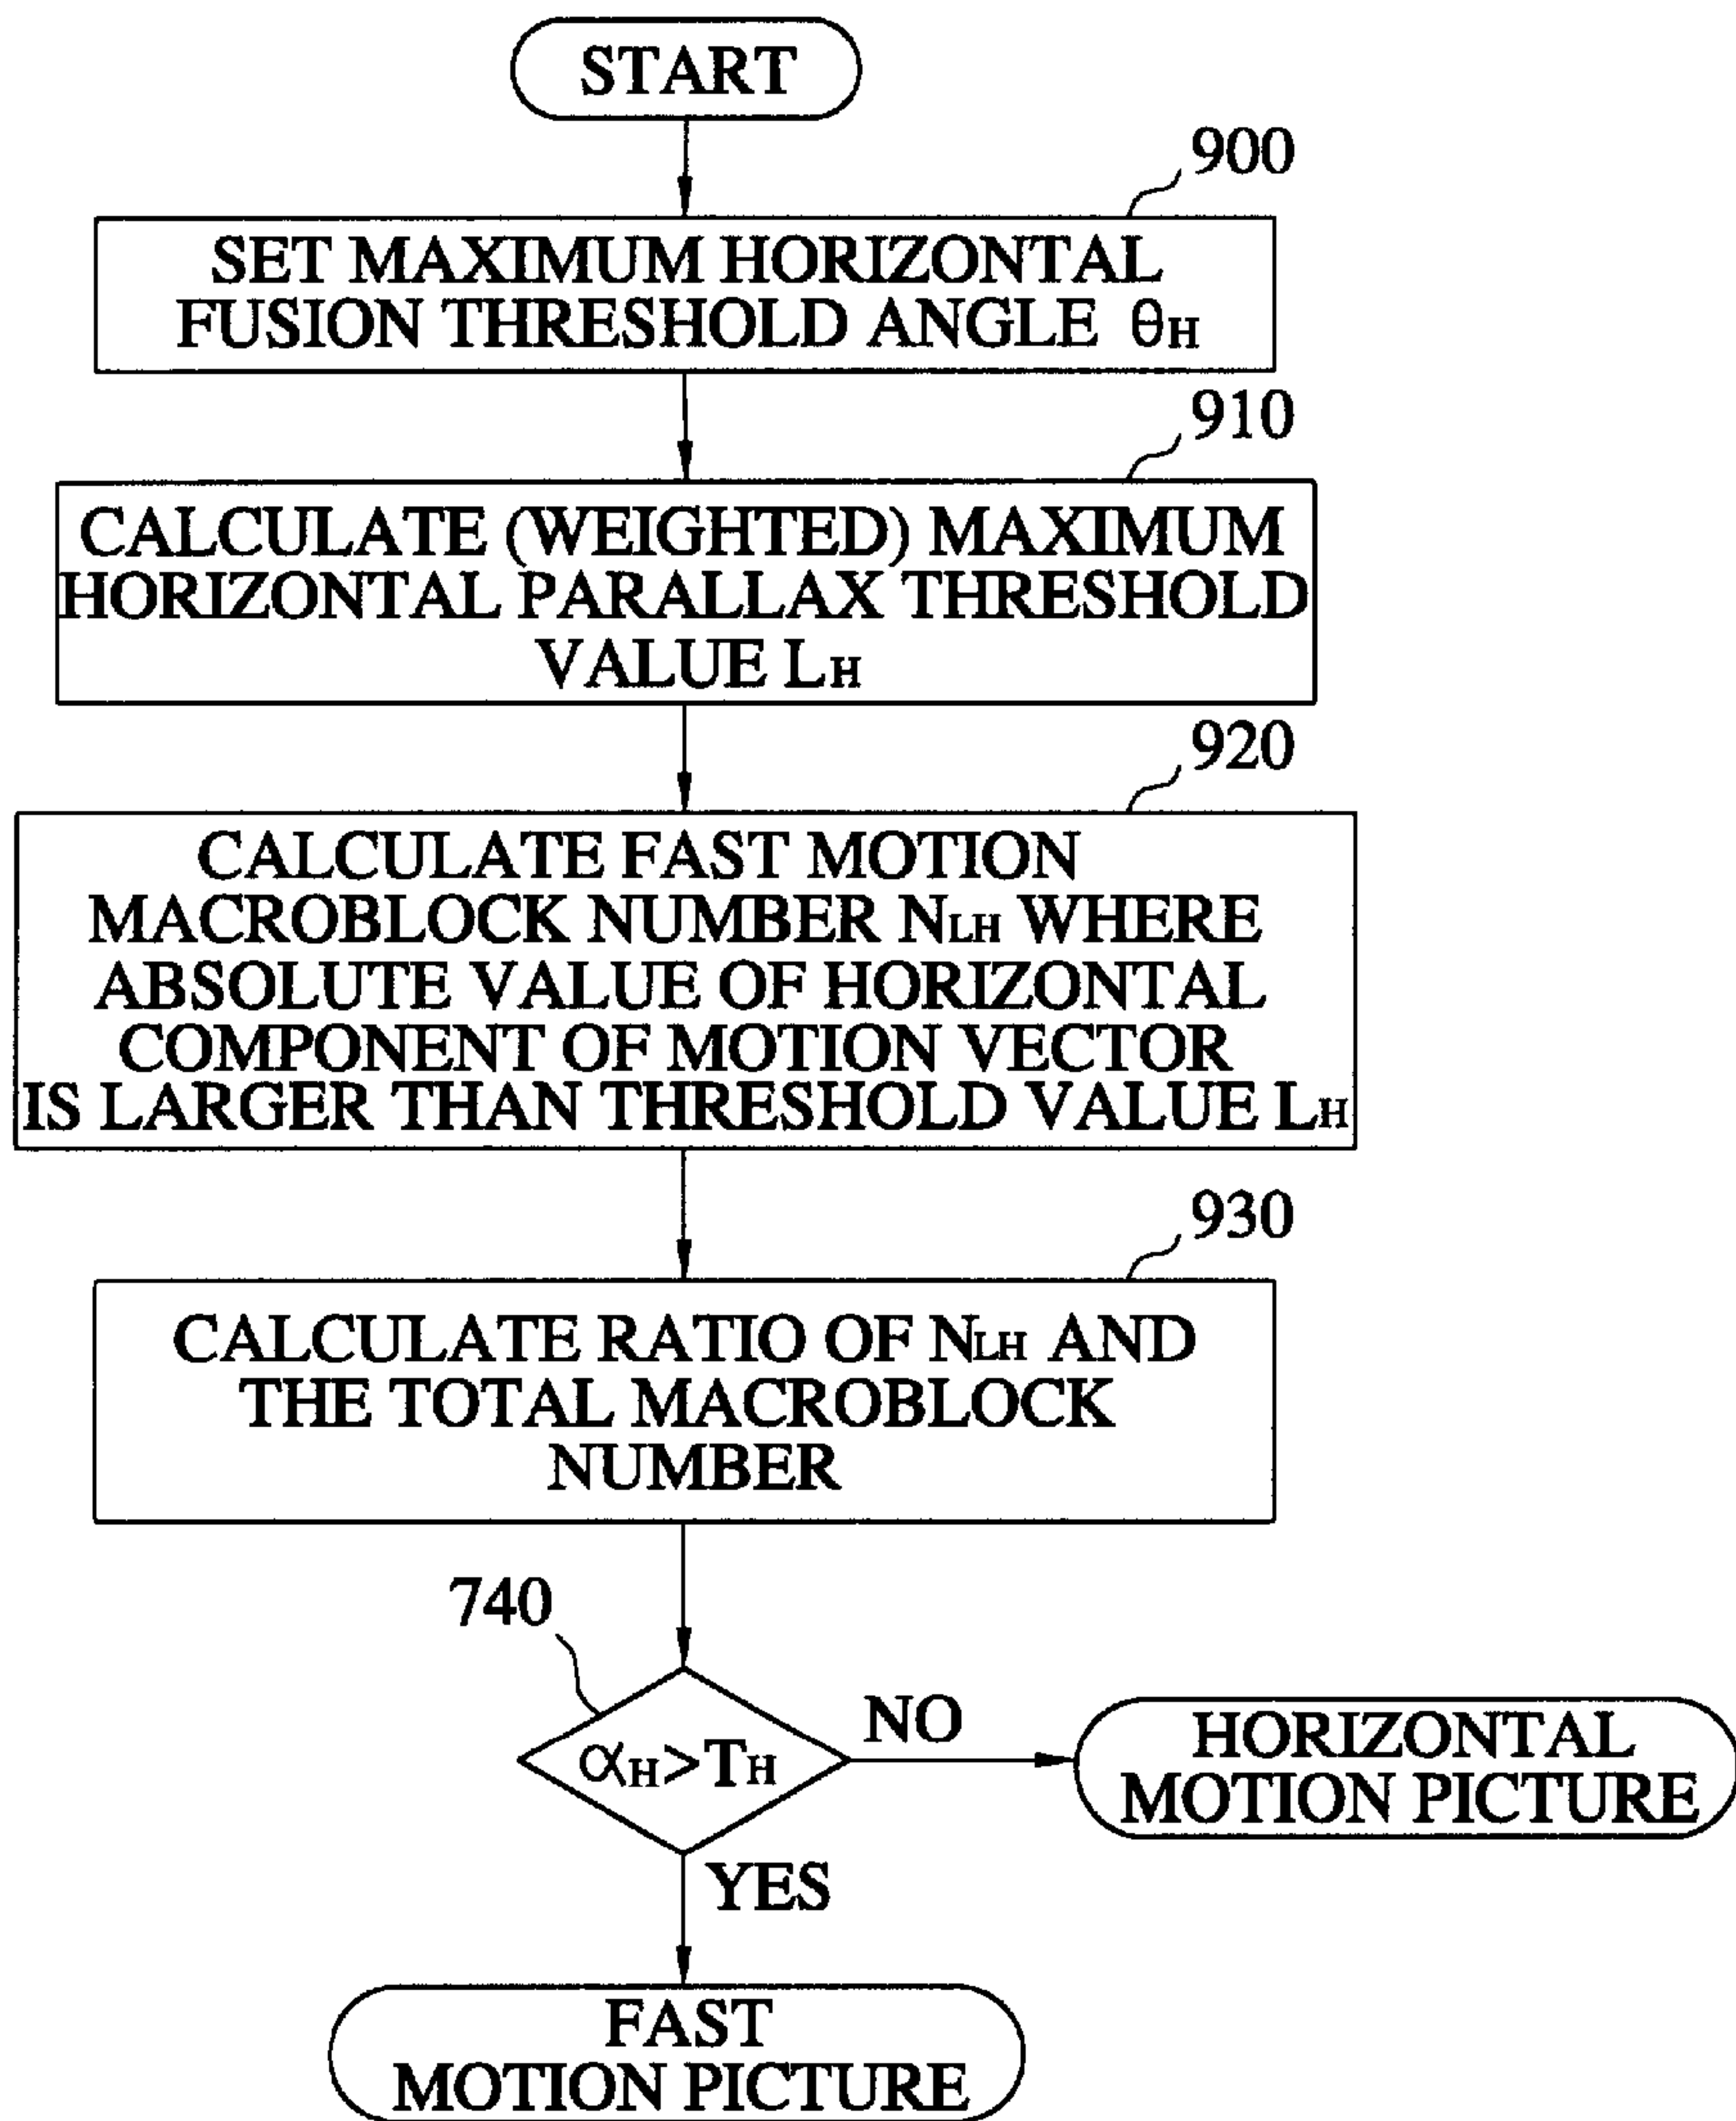 START
900
SET MAXIMUM HORIZONTAL
FUSION THRESHOLD ANGLE θH
910
CALCULATE (WEIGHTED) MAXIMUM
HORIZONTAL PARALLAX THRESHOLD
VALUE LH
920
CALCULATE FAST MOTION
MACROBLOCK NUMBER NLH WHERE
ABSOLUTE VALUE OF HORIZONTAL
COMPONENT OF MOTION VECTOR
IS LARGER THAN THRESHOLD VALUE LH
930
CALCULATE RATIO OF NLH AND
THE TOTAL MACROBLOCK
NUMBER
740
αH>TH
NO
HORIZONTAL
MOTION PICTURE
YES
FAST
MOTION PICTURE